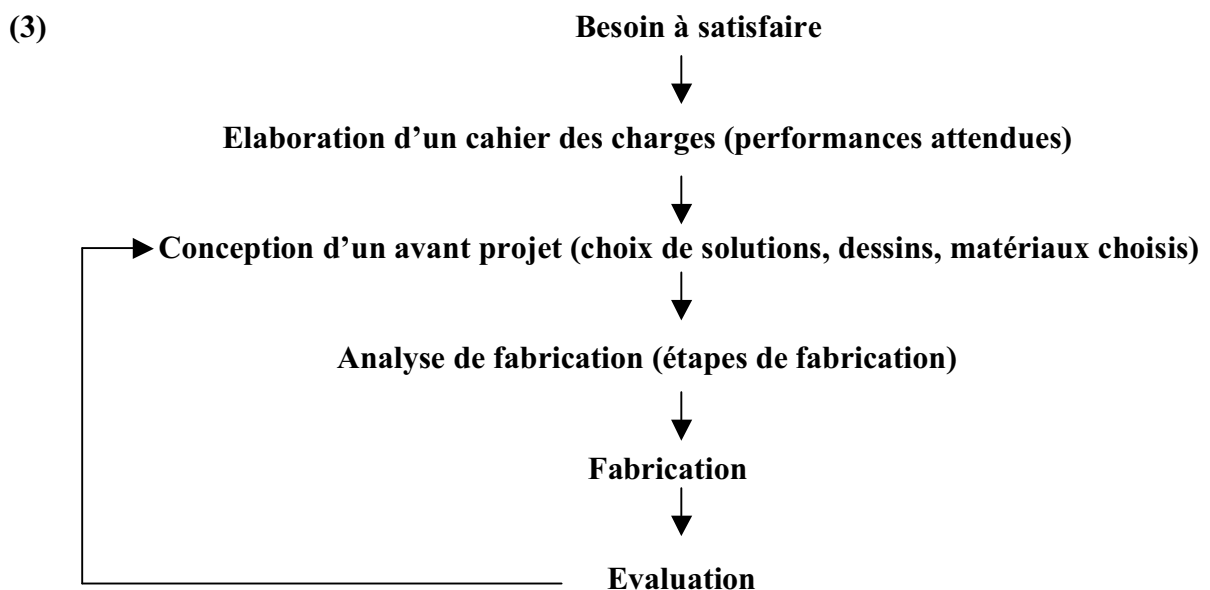 (3) Besoin à satisfaire
Elaboration d’un cahier des charges (performances attendues)
Conception d’un avant projet (choix de solutions, dessins, matériaux choisis)
Analyse de fabrication (étapes de fabrication)
Fabrication
Evaluation